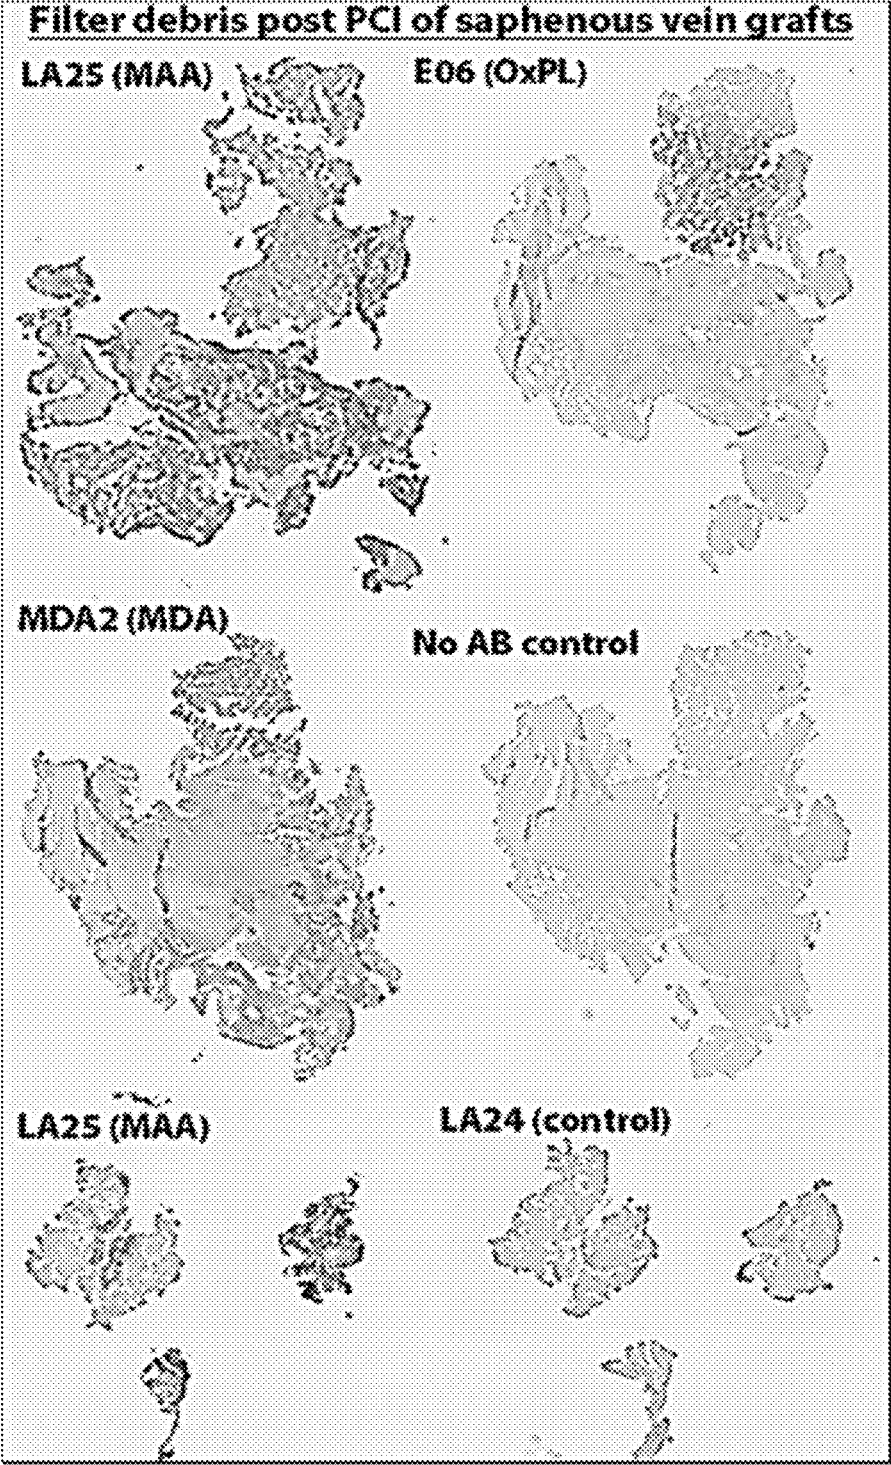 Filter debris post PCI of saphenous vein grafts
LA25 (MAA)
E06 (OxPL)
MDA2 (MDA)
No AB control
LA25 (MAA)
LA24 (control)